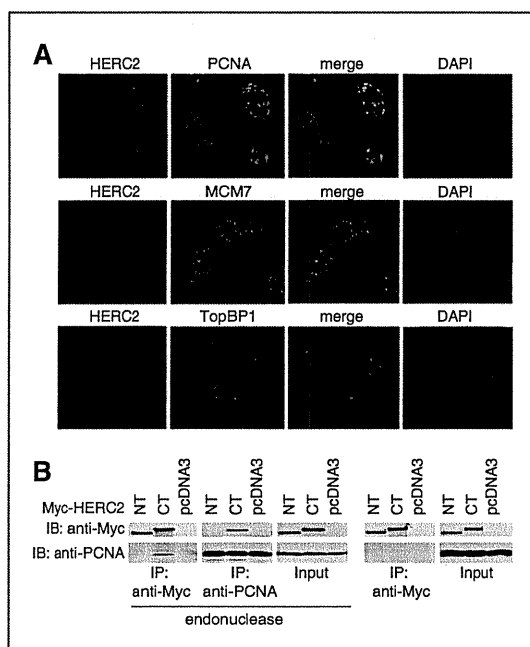 A
HERC2 PCNA merge DAPI
HERC2 MCM7 merge DAPI
HERC2 TopBP1 merge DAPI
B
Myc-HERC2 NT CT pcDNA3 NT CT pcDNA3 NT CT pcDNA3 NT CT pcDNA3 NT CT pcDNA3
IB: anti-Myc
IB: anti-PCNA
IP: anti-Myc
IP: anti-PCNA
Input
IP: anti-Myc
Input
endonuclease